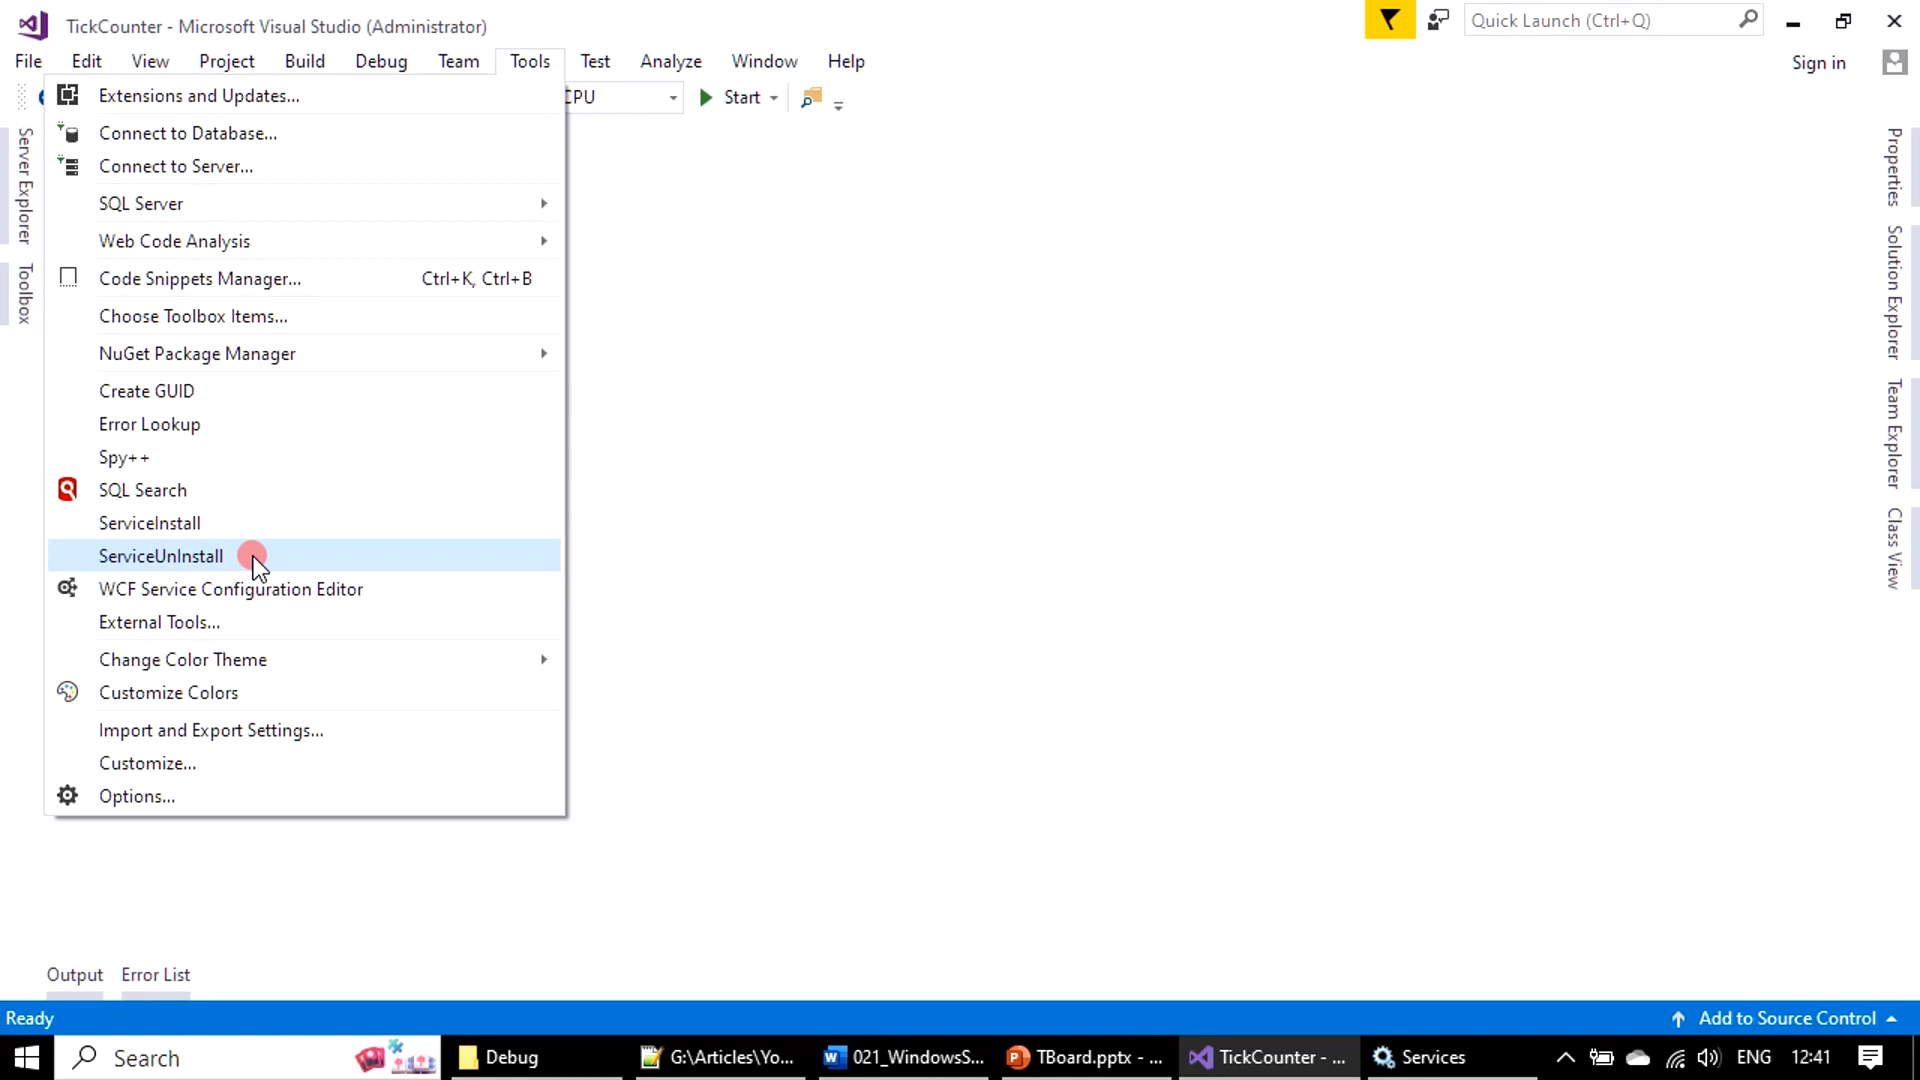 TickCounter - Microsoft Visual Studio (Administrator)
Quick Launch (Ctrl+Q)
File Edit View Project Build Debug Team Tools Test Analyze Window Help
Sign in
CPU
Start
Extensions and Updates...
Connect to Database...
Connect to Server...
SQL Server
Web Code Analysis
Code Snippets Manager... Ctrl+K, Ctrl+B
Choose Toolbox Items...
NuGet Package Manager
Create GUID
Error Lookup
Spy++
SQL Search
ServiceInstall
ServiceUnInstall
WCF Service Configuration Editor
External Tools...
Change Color Theme
Customize Colors
Import and Export Settings...
Customize...
Options...
Server Explorer
Toolbox
Properties
Solution Explorer
Team Explorer
Class View
Output Error List
Ready
Add to Source Control
Search
Debug
G:\Articles\Yo...
021_WindowsS...
TBoard.pptx - ...
TickCounter - ...
Services
ENG
12:41